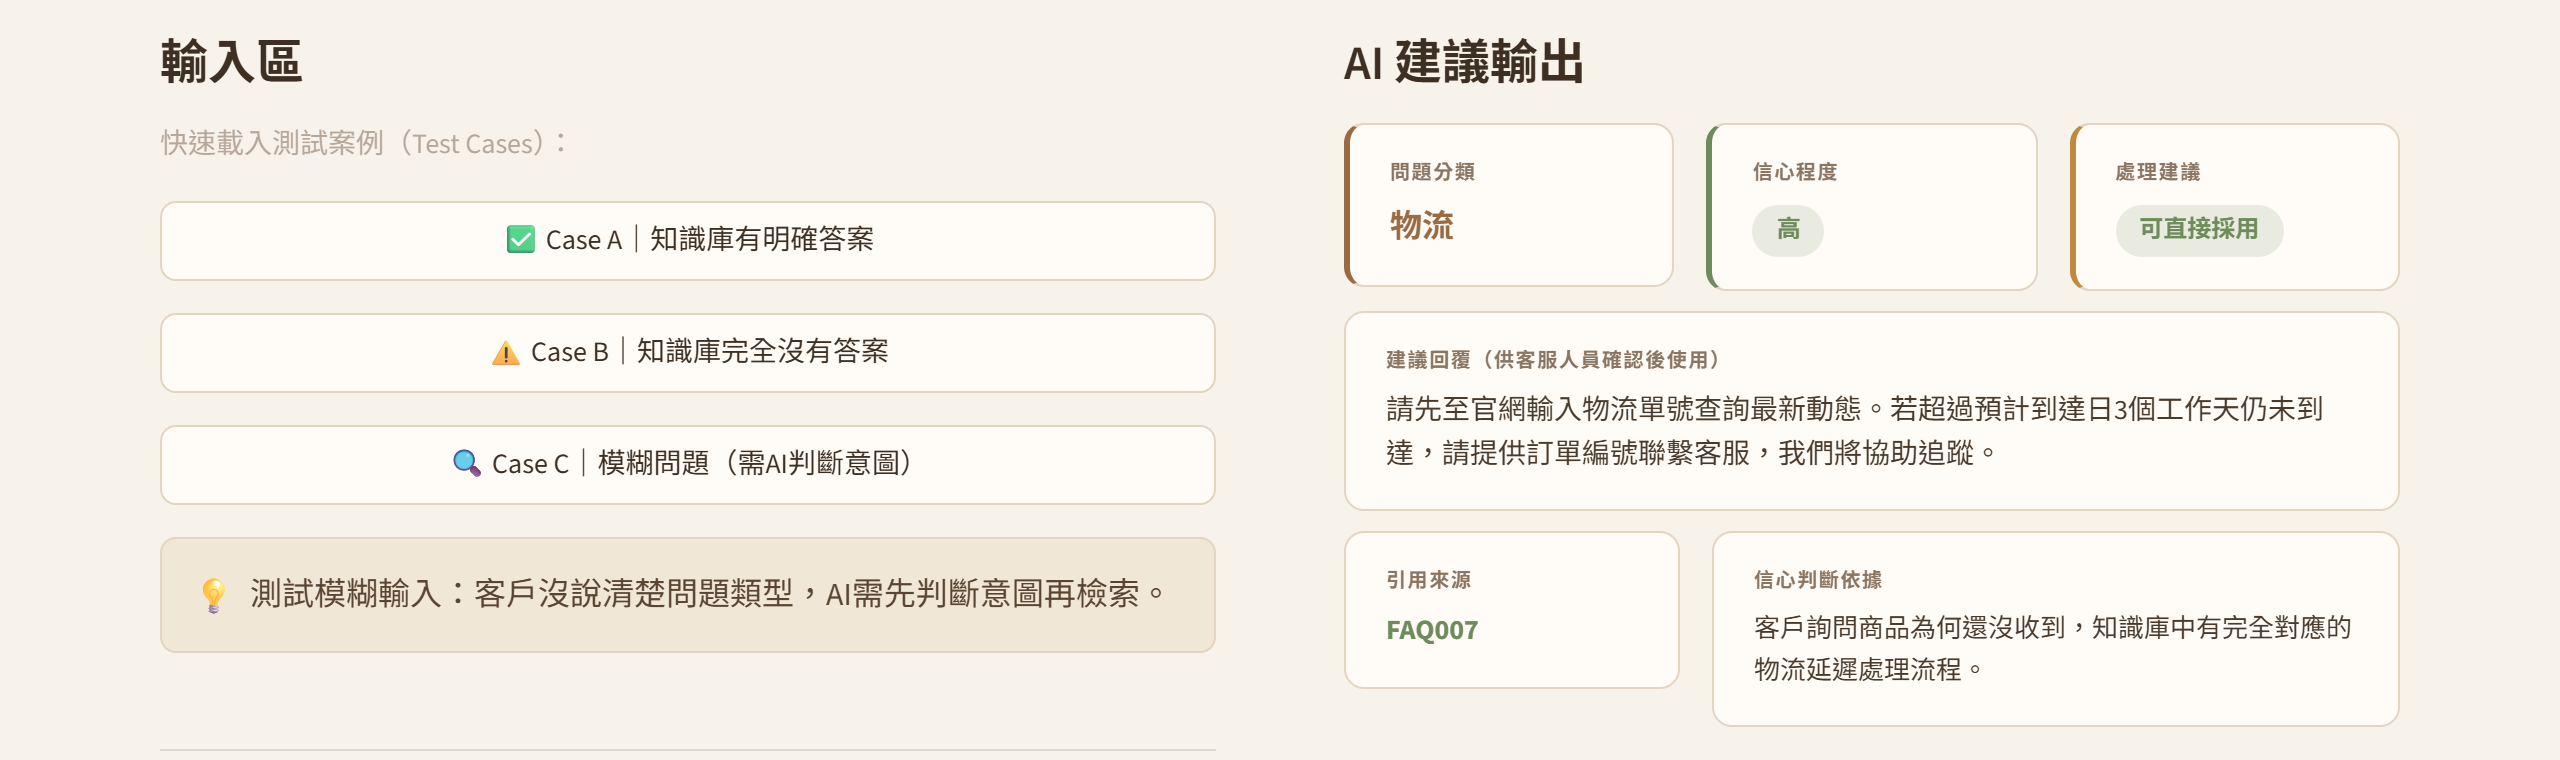 輸入區
快速載入測試案例（Test Cases）：
✅ Case A｜知識庫有明確答案
⚠️ Case B｜知識庫完全沒有答案
🔍 Case C｜模糊問題（需AI判斷意圖）
💡 測試模糊輸入：客戶沒說清楚問題類型，AI需先判斷意圖再檢索。
AI 建議輸出
問題分類
物流
信心程度
高
處理建議
可直接採用
建議回覆（供客服人員確認後使用）
請先至官網輸入物流單號查詢最新動態。若超過預計到達日3個工作天仍未到
達，請提供訂單編號聯繫客服，我們將協助追蹤。
引用來源
FAQ007
信心判斷依據
客戶詢問商品為何還沒收到，知識庫中有完全對應的
物流延遲處理流程。